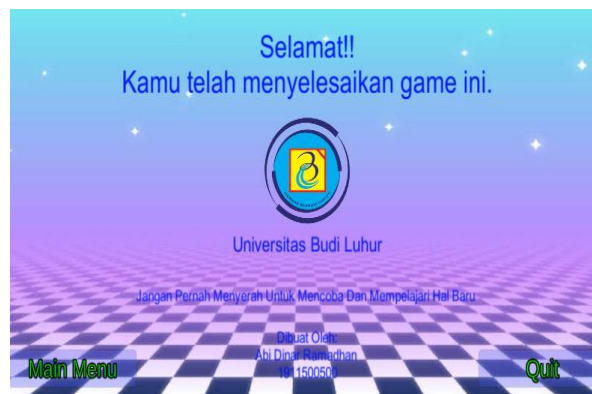 Selamat!!
Kamu telah menyelesaikan game ini.
Universitas Budi Luhur
Jangan Pernah Menyerah Untuk Mencoba Dan Mempelajari Hal Baru
Dibuat Oleh:
Abi Dinar Ramadhan
1911500500
Main Menu
Quit